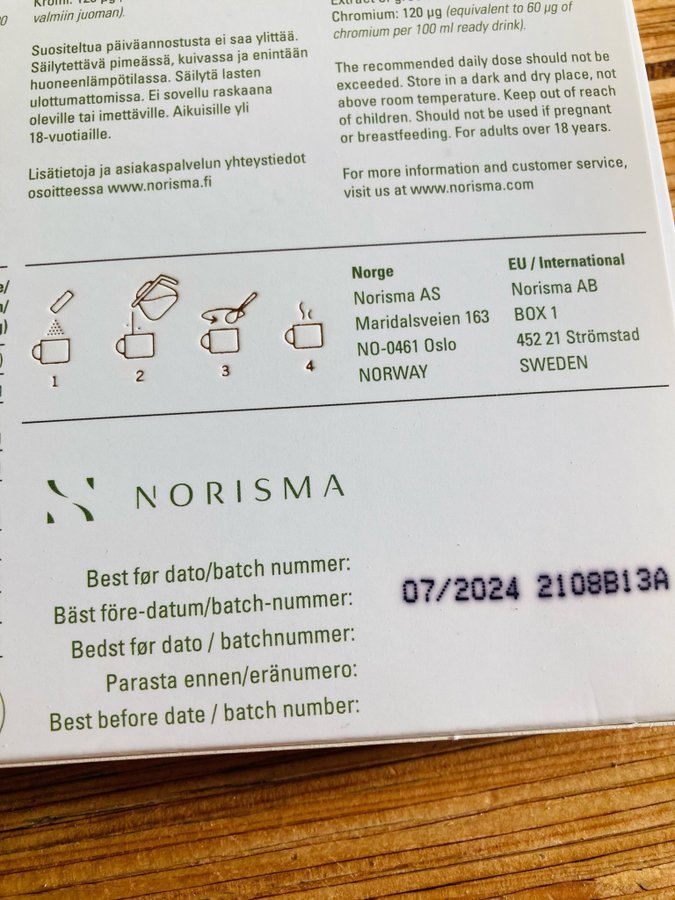 Kromi: 120 µg
valmiin juoman).
Suositeltua päiväannostusta ei saa ylittää.
Säilytettävä pimeässä, kuivassa ja enintään
huoneenlämpötilassa. Säilytä lasten
ulottumattomissa. Ei sovellu raskaana
oleville tai imettäville. Aikuisille yli
18-vuotiaille.
Lisätietoja ja asiakaspalvelun yhteystiedot
osoitteessa www.norisma.fi
Chromium: 120 µg (equivalent to 60 µg of
chromium per 100 ml ready drink).
The recommended daily dose should not be
exceeded. Store in a dark and dry place, not
above room temperature. Keep out of reach
of children. Should not be used if pregnant
or breastfeeding. For adults over 18 years.
For more information and customer service,
visit us at www.norisma.com
1 2 3 4
Norge
Norisma AS
Maridalsveien 163
NO-0461 Oslo
NORWAY
EU / International
Norisma AB
BOX 1
452 21 Strömstad
SWEDEN
NORISMA
Best før dato/batch nummer:
Bäst före-datum/batch-nummer:
Bedst før dato / batchnummer:
Parasta ennen/eränumero:
Best before date / batch number:
07/2024 2108B13A